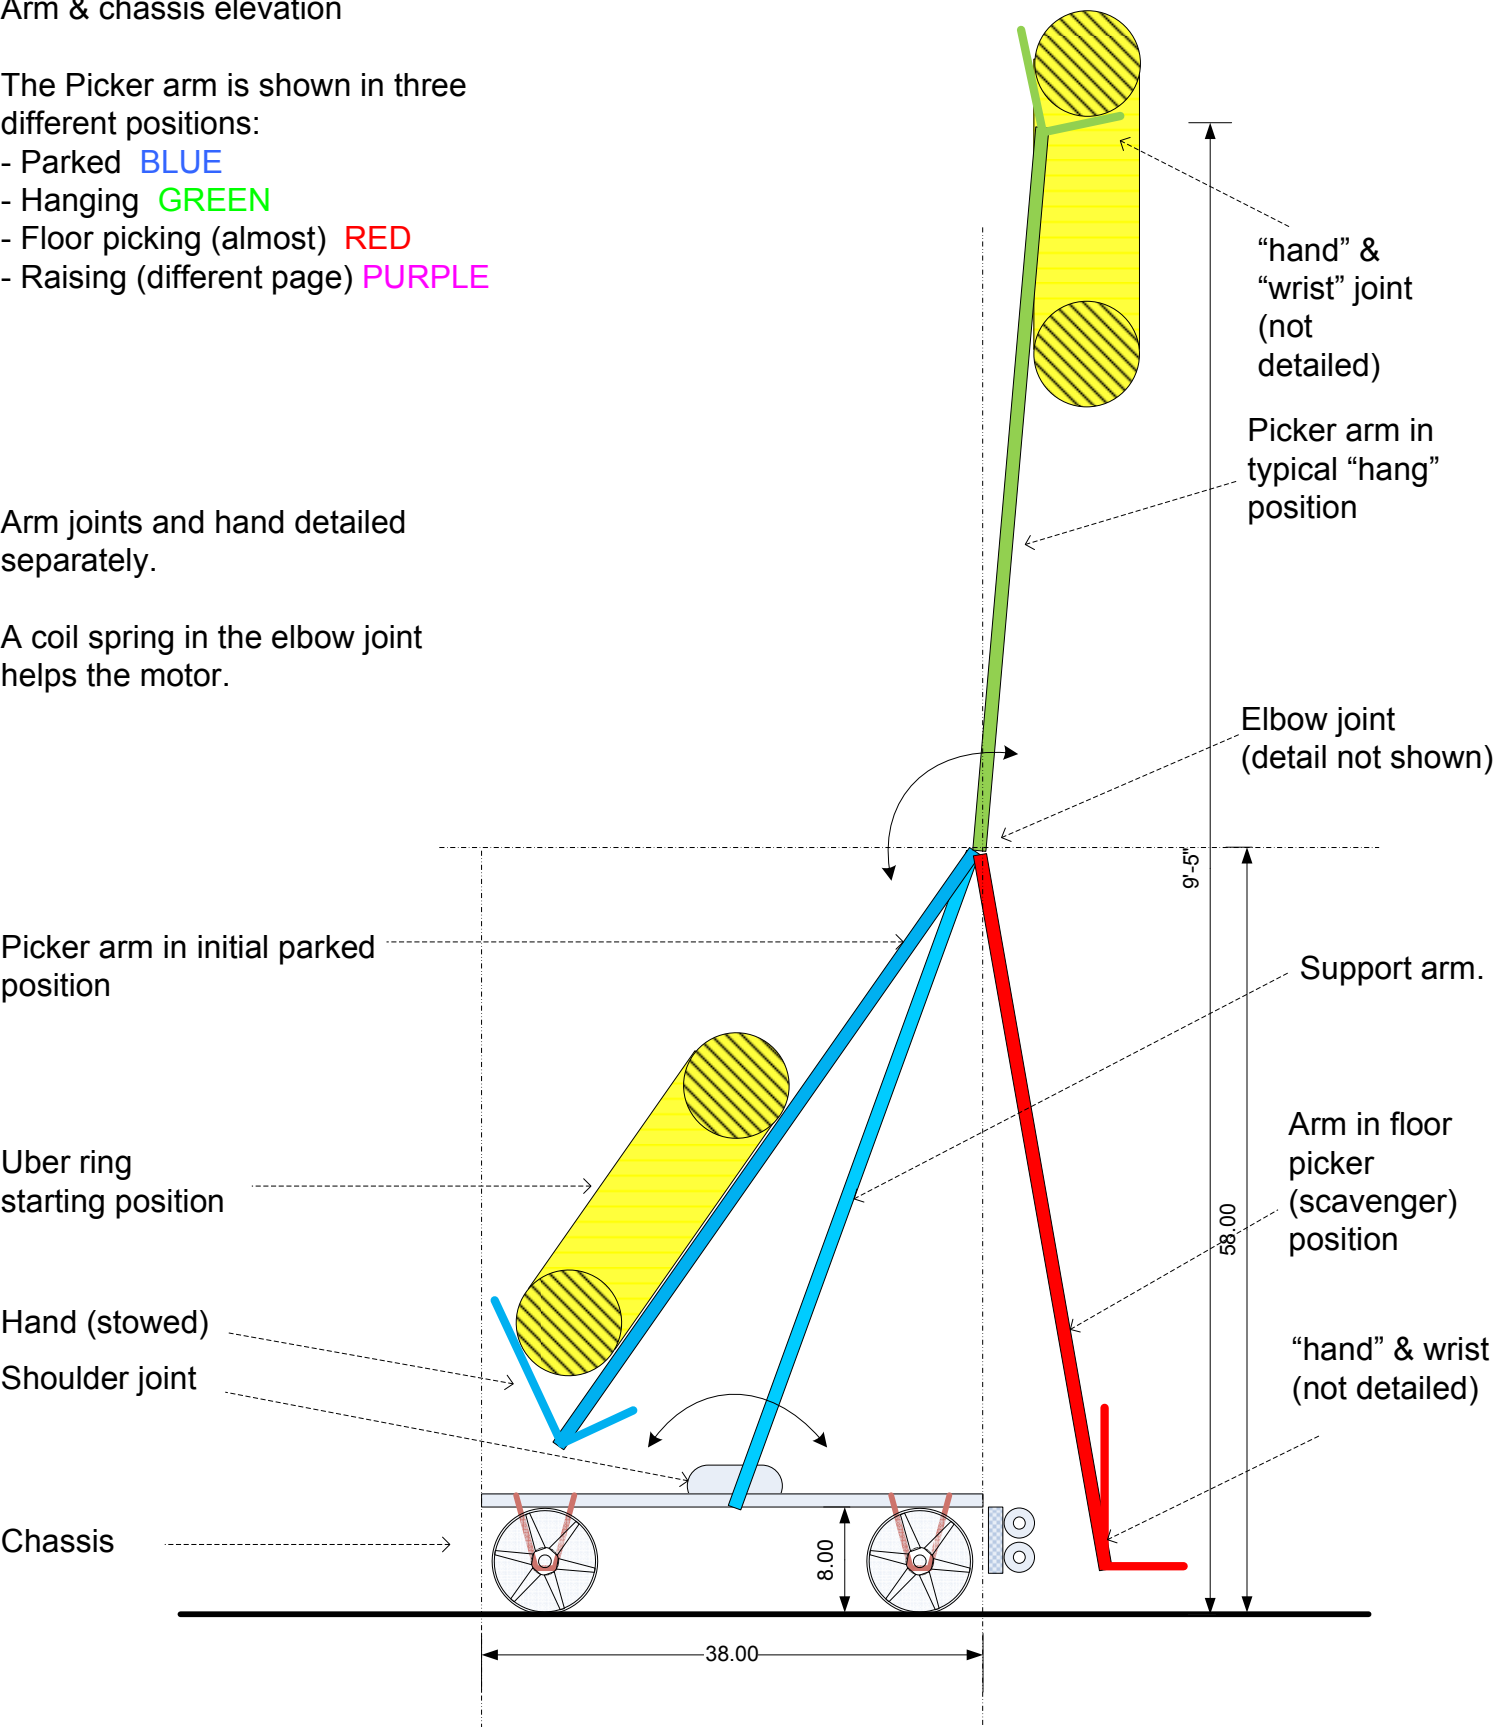 Arm & chassis elevation
The Picker arm is shown in three
different positions:
- Parked BLUE
- Hanging GREEN
- Floor picking (almost) RED
- Raising (different page) PURPLE
“hand” &
“wrist” joint
(not
detailed)
Picker arm in
typical “hang”
position
Arm joints and hand detailed
separately.
A coil spring in the elbow joint
helps the motor.
Elbow joint
(detail not shown)
9'-5"
Picker arm in initial parked
position
Support arm.
Uber ring
starting position
Arm in floor
picker
(scavenger)
position
58.00
Hand (stowed)
Shoulder joint
“hand” & wrist
(not detailed)
Chassis
8.00
38.00